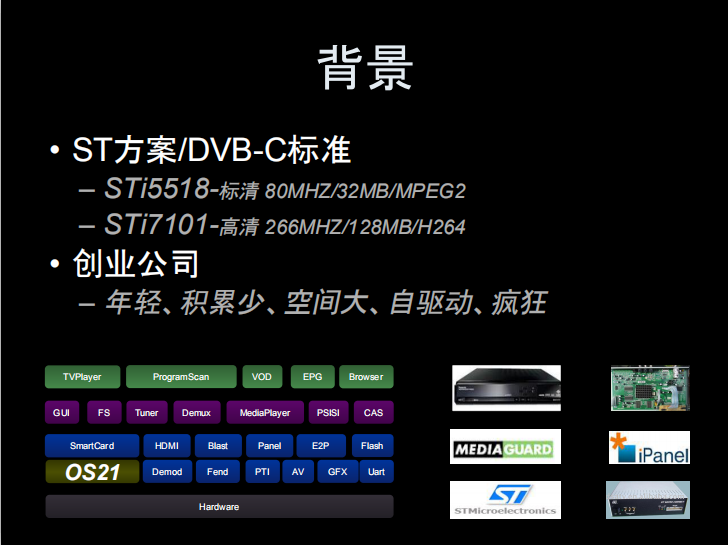 背景
• ST方案/DVB-C标准
– STi5518-标清 80MHZ/32MB/MPEG2
– STi7101-高清 266MHZ/128MB/H264
• 创业公司
– 年轻、积累少、空间大、自驱动、疯狂
TVPlayer ProgramScan VOD EPG Browser
GUI FS Tuner Demux MediaPlayer PSISI CAS
SmartCard HDMI Blast Panel E2P Flash
OS21 Demod Fend PTI AV GFX Uart
Hardware
MEDIAGUARD
iPanel
ST
STMicroelectronics